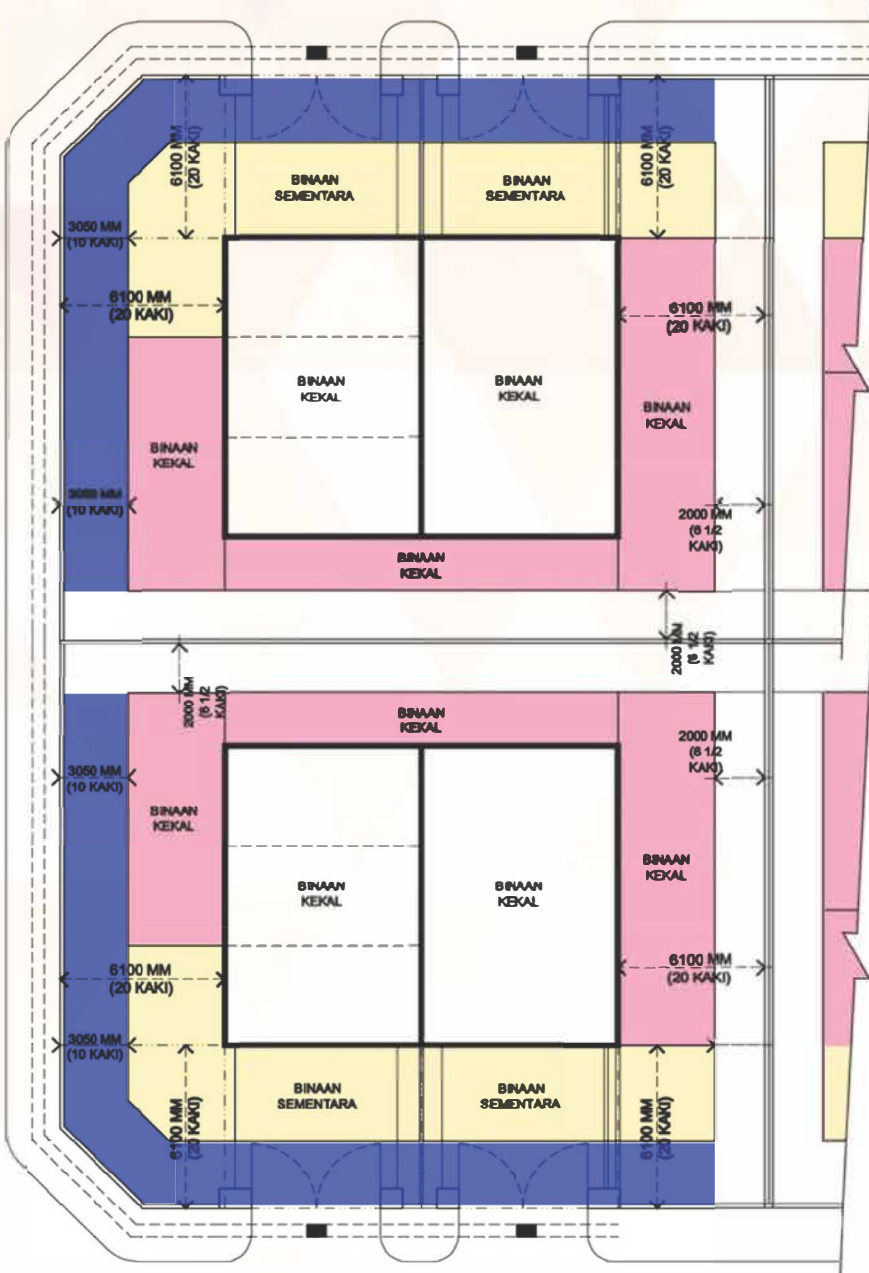 6100 MM
(20 KAKI)
6100 MM
(20 KAKI)
BINAAN
SEMENTARA
BINAAN
SEMENTARA
3050 MM
(10 KAKI)
6100 MM
(20 KAKI)
6100 MM
(20 KAKI)
BINAAN
KEKAL
BINAAN
KEKAL
BINAAN
KEKAL
BINAAN
KEKAL
3050 MM
(10 KAKI)
2000 MM
(6 1/2
KAKI)
BINAAN
KEKAL
2000 MM
(6 1/2
KAKI)
2000 MM
(6 1/2
KAKI)
BINAAN
KEKAL
2000 MM
(6 1/2
KAKI)
3050 MM
(10 KAKI)
BINAAN
KEKAL
BINAAN
KEKAL
BINAAN
KEKAL
BINAAN
KEKAL
6100 MM
(20 KAKI)
6100 MM
(20 KAKI)
3050 MM
(10 KAKI)
BINAAN
SEMENTARA
BINAAN
SEMENTARA
6100 MM
(20 KAKI)
6100 MM
(20 KAKI)